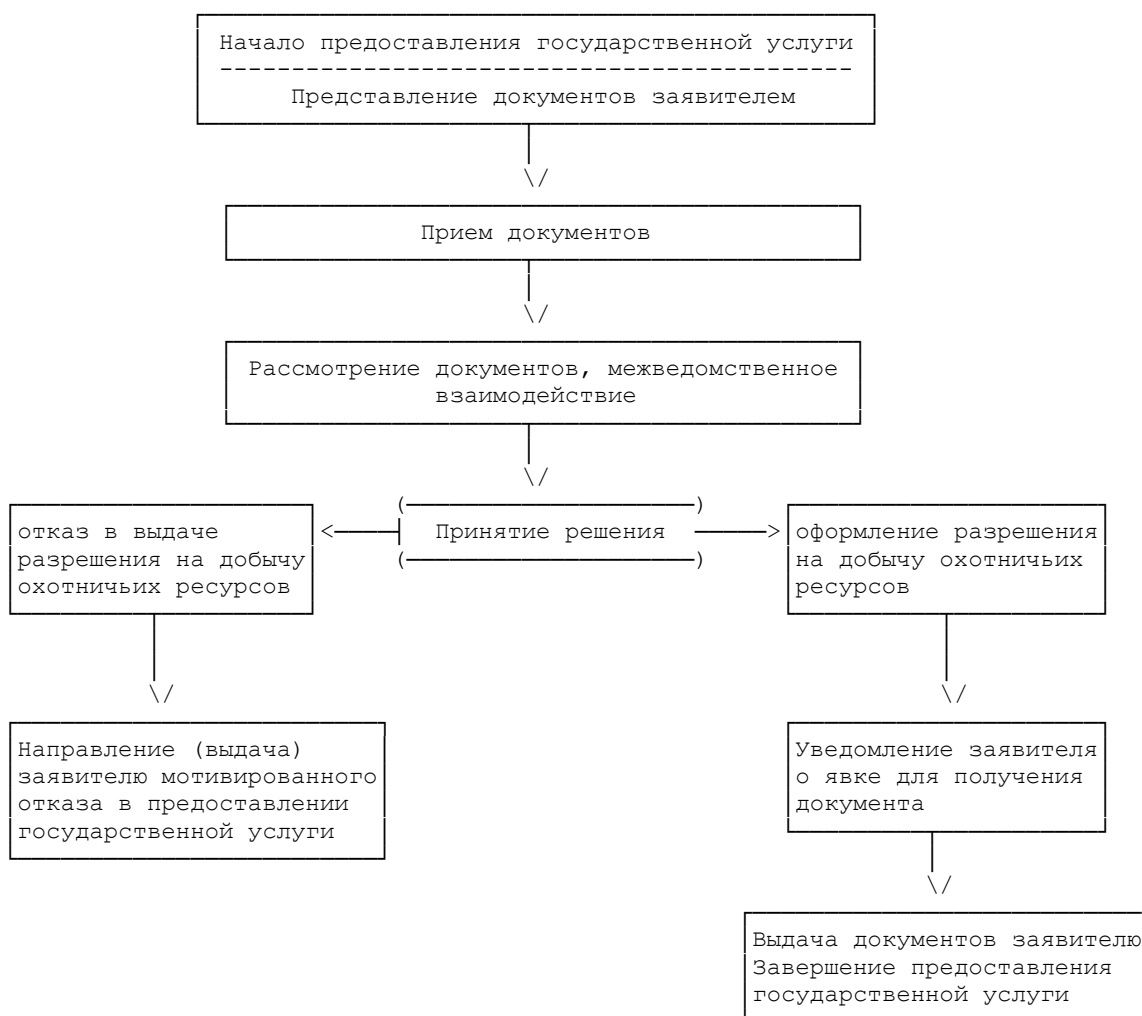 Начало предоставления государственной услуги
--------------------------------------------
Представление документов заявителем
Прием документов
Рассмотрение документов, межведомственное
взаимодействие
Принятие решения
отказ в выдаче
разрешения на добычу
охотничьих ресурсов
оформление разрешения
на добычу охотничьих
ресурсов
Направление (выдача)
заявителю мотивированного
отказа в предоставлении
государственной услуги
Уведомление заявителя
о явке для получения
документа
Выдача документов заявителю
Завершение предоставления
государственной услуги